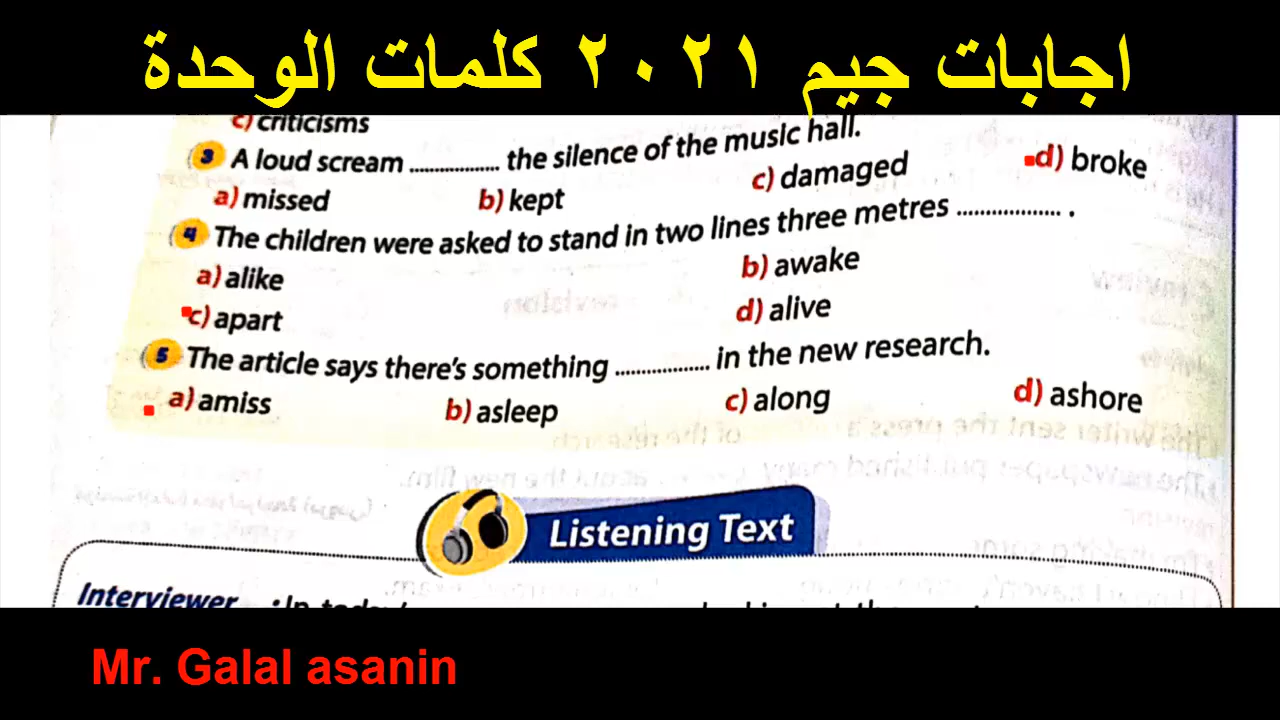 اجابات جيم ٢٠٢١ كلمات الوحدة
c) criticisms
3 A loud scream .................. the silence of the music hall.
a) missed b) kept c) damaged d) broke
4 The children were asked to stand in two lines three metres .................. .
a) alike b) awake
c) apart d) alive
5 The article says there's something .................. in the new research.
a) amiss b) asleep c) along d) ashore
Listening Text
Interviewer
Mr. Galal asanin